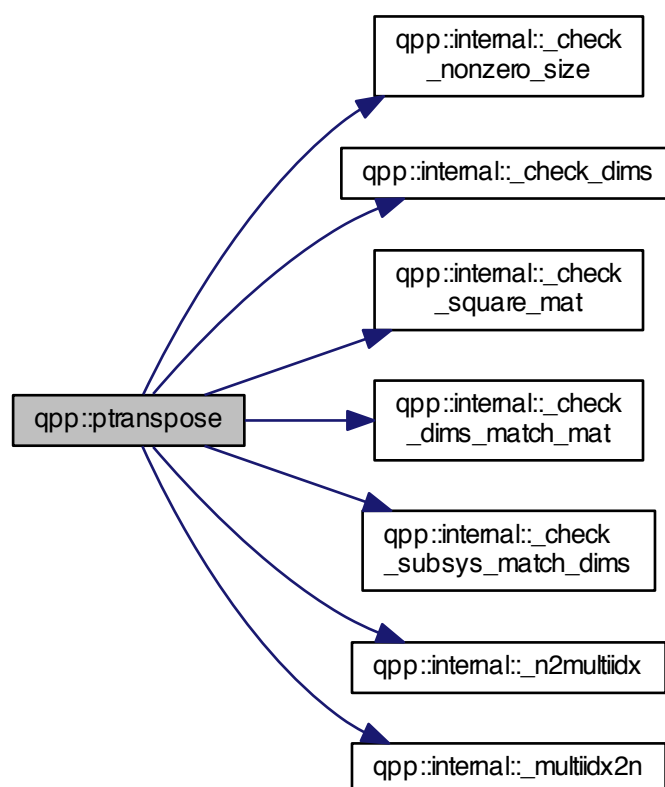 qpp::internal::_check
_nonzero_size
qpp::internal::_check_dims
qpp::internal::_check
_square_mat
qpp::ptranspose
qpp::internal::_check
_dims_match_mat
qpp::internal::_check
_subsys_match_dims
qpp::internal::_n2multiidx
qpp::internal::_multiidx2n